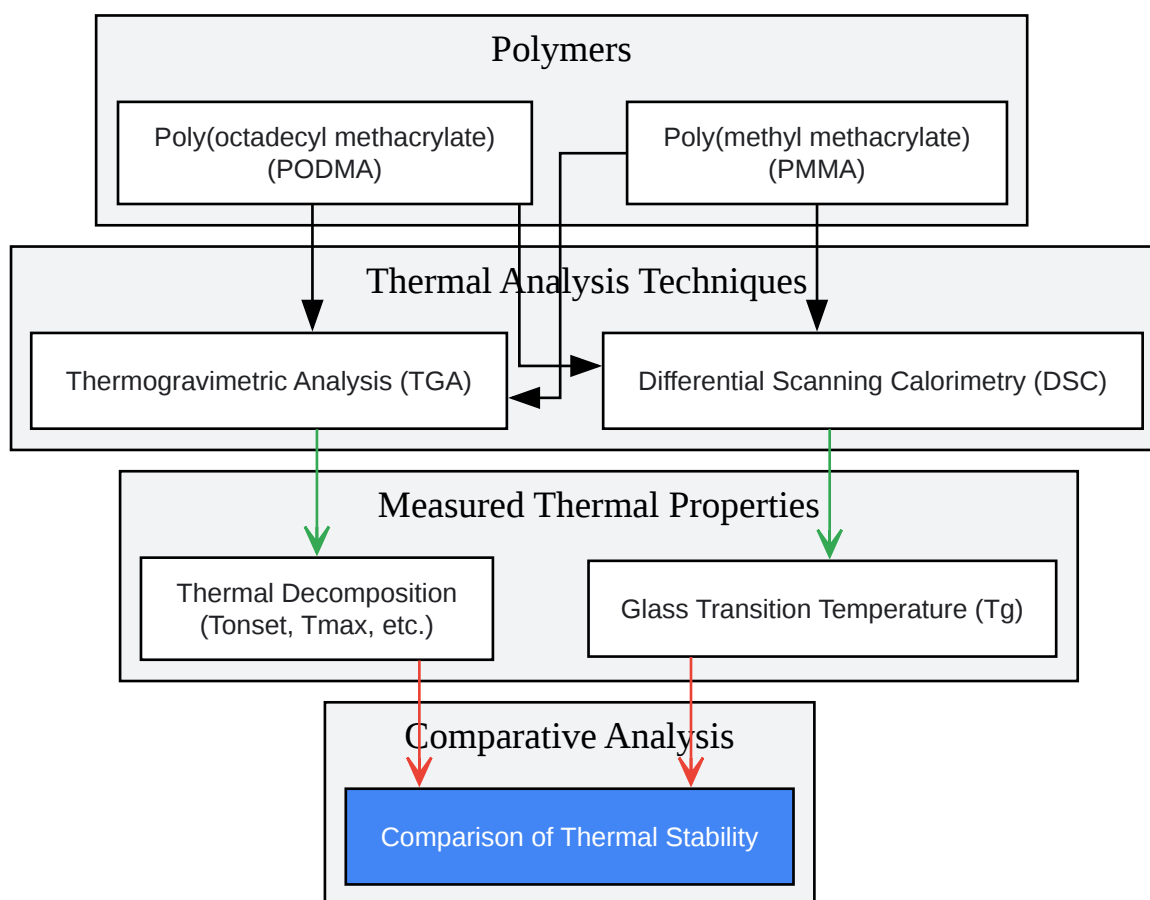 Polymers
Poly(octadecyl methacrylate)
(PODMA)
Poly(methyl methacrylate)
(PMMA)
Thermal Analysis Techniques
Thermogravimetric Analysis (TGA)
Differential Scanning Calorimetry (DSC)
Measured Thermal Properties
Thermal Decomposition
(Tonset, Tmax, etc.)
Glass Transition Temperature (Tg)
Comparative Analysis
Comparison of Thermal Stability